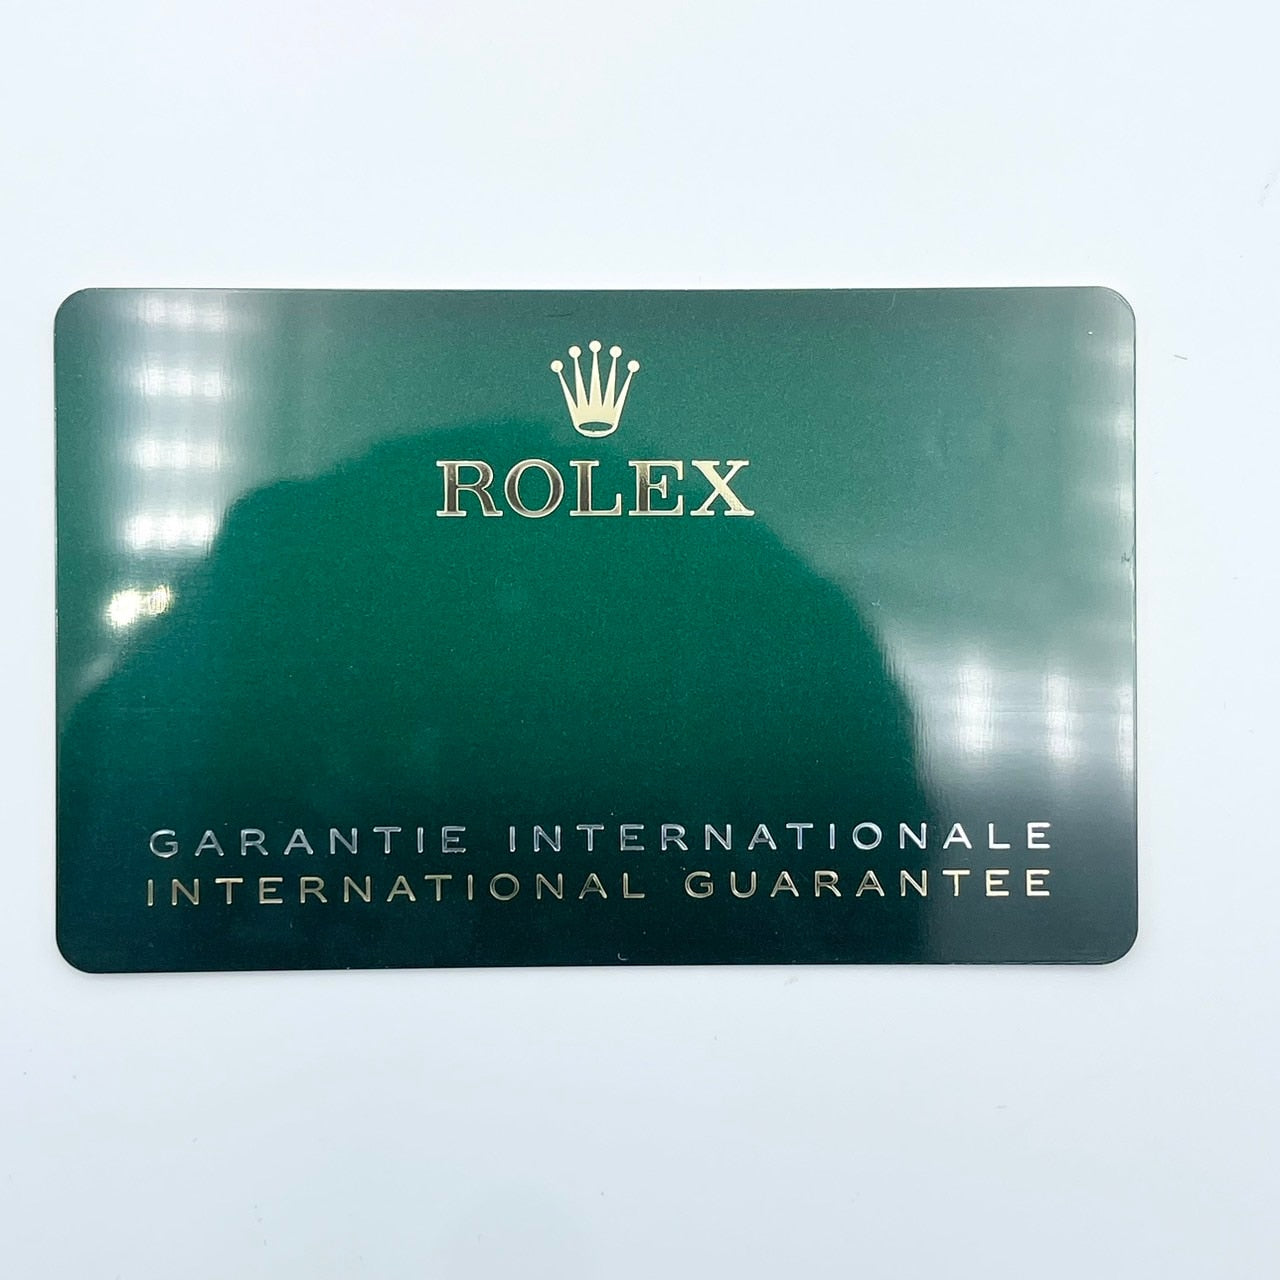 ROLEX
GARANTIE INTERNATIONALE
INTERNATIONAL GUARANTEE